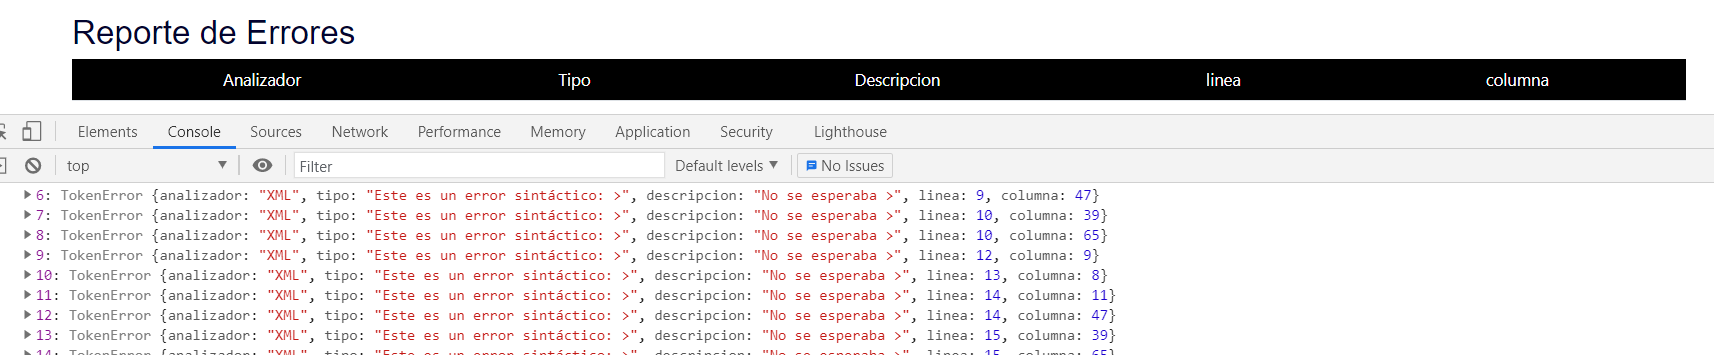 Reporte de Errores
Analizador Tipo Descripcion linea columna
Elements Console Sources Network Performance Memory Application Security Lighthouse
top Filter Default levels No Issues
6: TokenError {analizador: "XML", tipo: "Este es un error sintáctico: >", descripcion: "No se esperaba >", linea: 9, columna: 47}
7: TokenError {analizador: "XML", tipo: "Este es un error sintáctico: >", descripcion: "No se esperaba >", linea: 10, columna: 39}
8: TokenError {analizador: "XML", tipo: "Este es un error sintáctico: >", descripcion: "No se esperaba >", linea: 10, columna: 65}
9: TokenError {analizador: "XML", tipo: "Este es un error sintáctico: >", descripcion: "No se esperaba >", linea: 12, columna: 9}
10: TokenError {analizador: "XML", tipo: "Este es un error sintáctico: >", descripcion: "No se esperaba >", linea: 13, columna: 8}
11: TokenError {analizador: "XML", tipo: "Este es un error sintáctico: >", descripcion: "No se esperaba >", linea: 14, columna: 11}
12: TokenError {analizador: "XML", tipo: "Este es un error sintáctico: >", descripcion: "No se esperaba >", linea: 14, columna: 47}
13: TokenError {analizador: "XML", tipo: "Este es un error sintáctico: >", descripcion: "No se esperaba >", linea: 15, columna: 39}
14: TokenError {analizador: "XML", tipo: "Este es un error sintáctico: >", descripcion: "No se esperaba >", linea: 15, columna: 65}